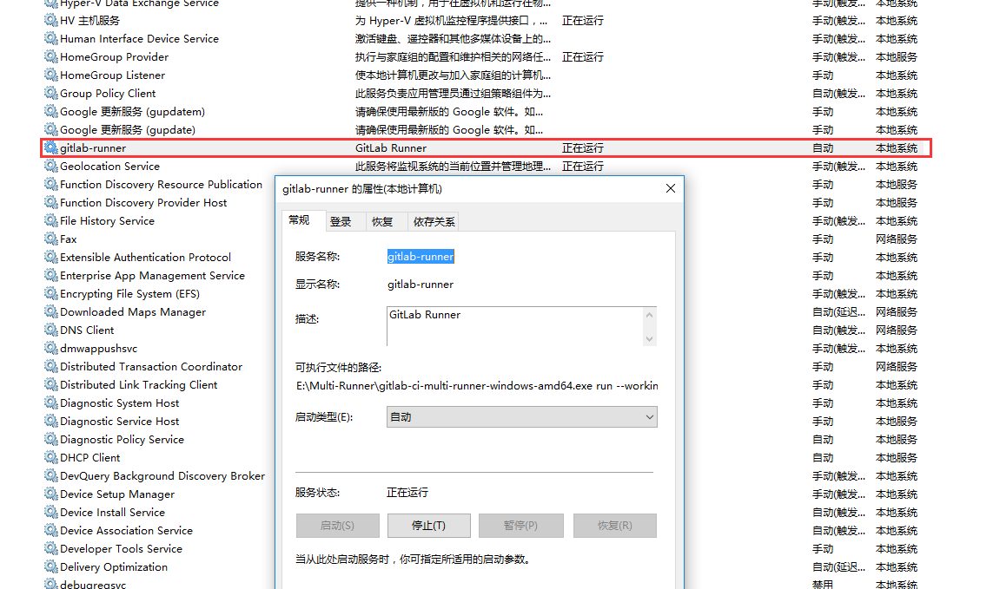 Hyper-V Data Exchange Service 提供一种机制，用于在虚拟机和运行在物... 手动(触发... 本地系统
HV 主机服务 为 Hyper-V 虚拟机监控程序提供接口，... 正在运行 手动(触发... 本地系统
Human Interface Device Service 激活键盘、遥控器和其他多媒体设备上的... 手动(触发... 本地系统
HomeGroup Provider 执行与家庭组的配置和维护相关的网络任... 正在运行 手动(触发... 本地服务
HomeGroup Listener 使本地计算机更改与加入家庭组的计算机... 手动 本地系统
Group Policy Client 此服务负责应用管理员通过组策略组件为... 自动(触发... 本地系统
Google 更新服务 (gupdatem) 请确保使用最新版的 Google 软件。如... 手动 本地系统
Google 更新服务 (gupdate) 请确保使用最新版的 Google 软件。如... 手动 本地系统
gitlab-runner GitLab Runner 正在运行 自动 本地系统
Geolocation Service 此服务将监视系统的当前位置并管理地理... 正在运行 手动(触发... 本地系统
Function Discovery Resource Publication 手动 本地服务
Function Discovery Provider Host 手动 本地服务
File History Service 手动(触发... 本地系统
Fax 手动 网络服务
Extensible Authentication Protocol 手动 本地系统
Enterprise App Management Service 手动 本地系统
Encrypting File System (EFS) 手动(触发... 本地系统
Downloaded Maps Manager 自动(延迟... 网络服务
DNS Client 自动(触发... 网络服务
dmwappushsvc 手动(触发... 本地系统
Distributed Transaction Coordinator 手动 网络服务
Distributed Link Tracking Client 手动 本地系统
Diagnostic System Host 手动 本地系统
Diagnostic Service Host 手动 本地服务
Diagnostic Policy Service 自动 本地服务
DHCP Client 自动 本地服务
DevQuery Background Discovery Broker 手动(触发... 本地系统
Device Setup Manager 手动(触发... 本地系统
Device Install Service 自动(触发... 本地系统
Device Association Service 自动(触发... 本地系统
Developer Tools Service 手动 本地系统
Delivery Optimization 自动(延迟... 本地系统
debugregsvc 禁用 本地系统
gitlab-runner 的属性(本地计算机)
常规 登录 恢复 依存关系
服务名称: gitlab-runner
显示名称: gitlab-runner
描述: GitLab Runner
可执行文件的路径:
E:\Multi-Runner\gitlab-ci-multi-runner-windows-amd64.exe run --workin
启动类型(E): 自动
服务状态: 正在运行
启动(S) 停止(T) 暂停(P) 恢复(R)
当从此处启动服务时，你可指定所适用的启动参数。